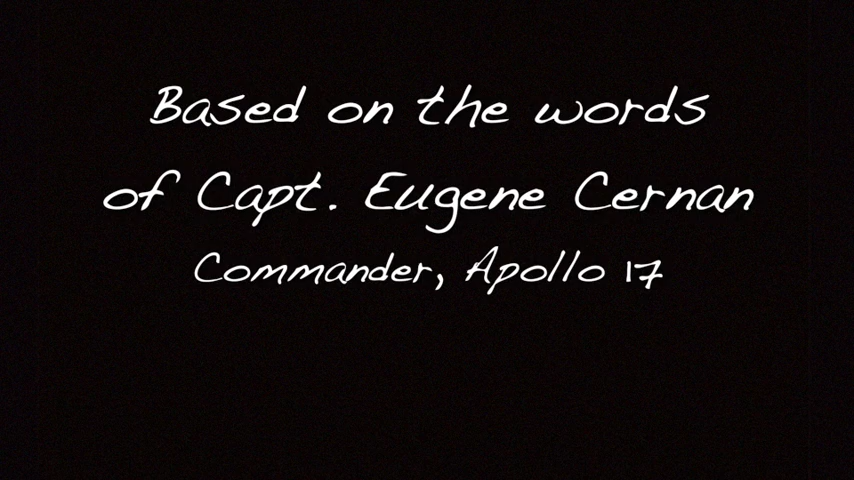 Based on the words
of Capt. Eugene Cernan
Commander, Apollo 17